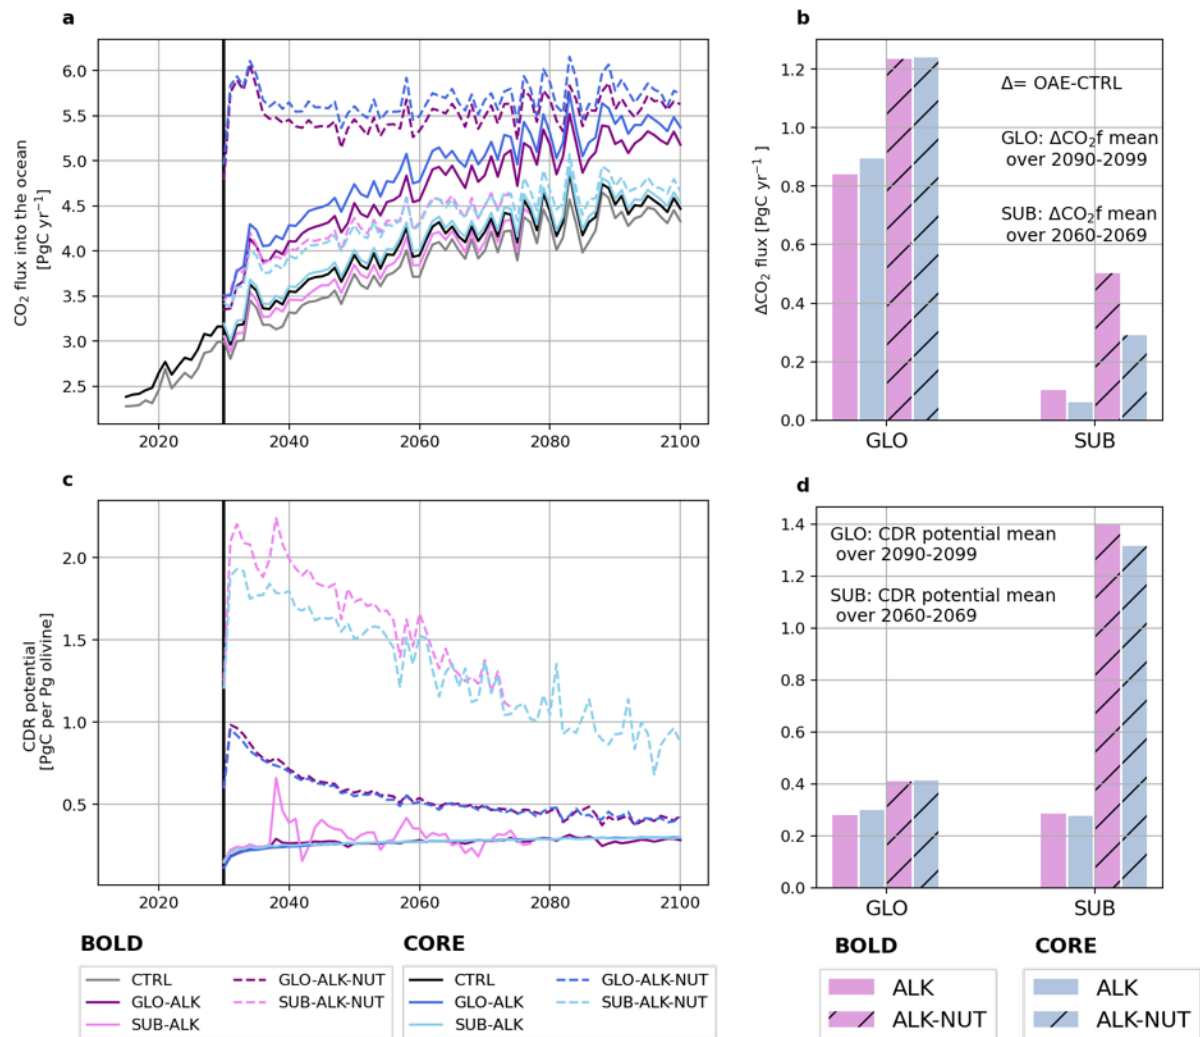 a
CO₂ flux into the ocean
[PgC yr⁻¹]
6.0
5.5
5.0
4.5
4.0
3.5
3.0
2.5
2020
2040
2060
2080
2100
b
ΔCO₂ flux [PgC yr⁻¹ ]
1.2
1.0
0.8
0.6
0.4
0.2
0.0
Δ= OAE-CTRL
GLO: ΔCO₂f mean
over 2090-2099
SUB: ΔCO₂f mean
over 2060-2069
GLO
SUB
c
CDR potential
[PgC per Pg olivine]
2.0
1.5
1.0
0.5
2020
2040
2060
2080
2100
d
1.4
1.2
1.0
0.8
0.6
0.4
0.2
0.0
GLO: CDR potential mean
over 2090-2099
SUB: CDR potential mean
over 2060-2069
GLO
SUB
BOLD
CTRL
GLO-ALK
SUB-ALK
GLO-ALK-NUT
SUB-ALK-NUT
CORE
CTRL
GLO-ALK
SUB-ALK
GLO-ALK-NUT
SUB-ALK-NUT
BOLD
ALK
ALK-NUT
CORE
ALK
ALK-NUT